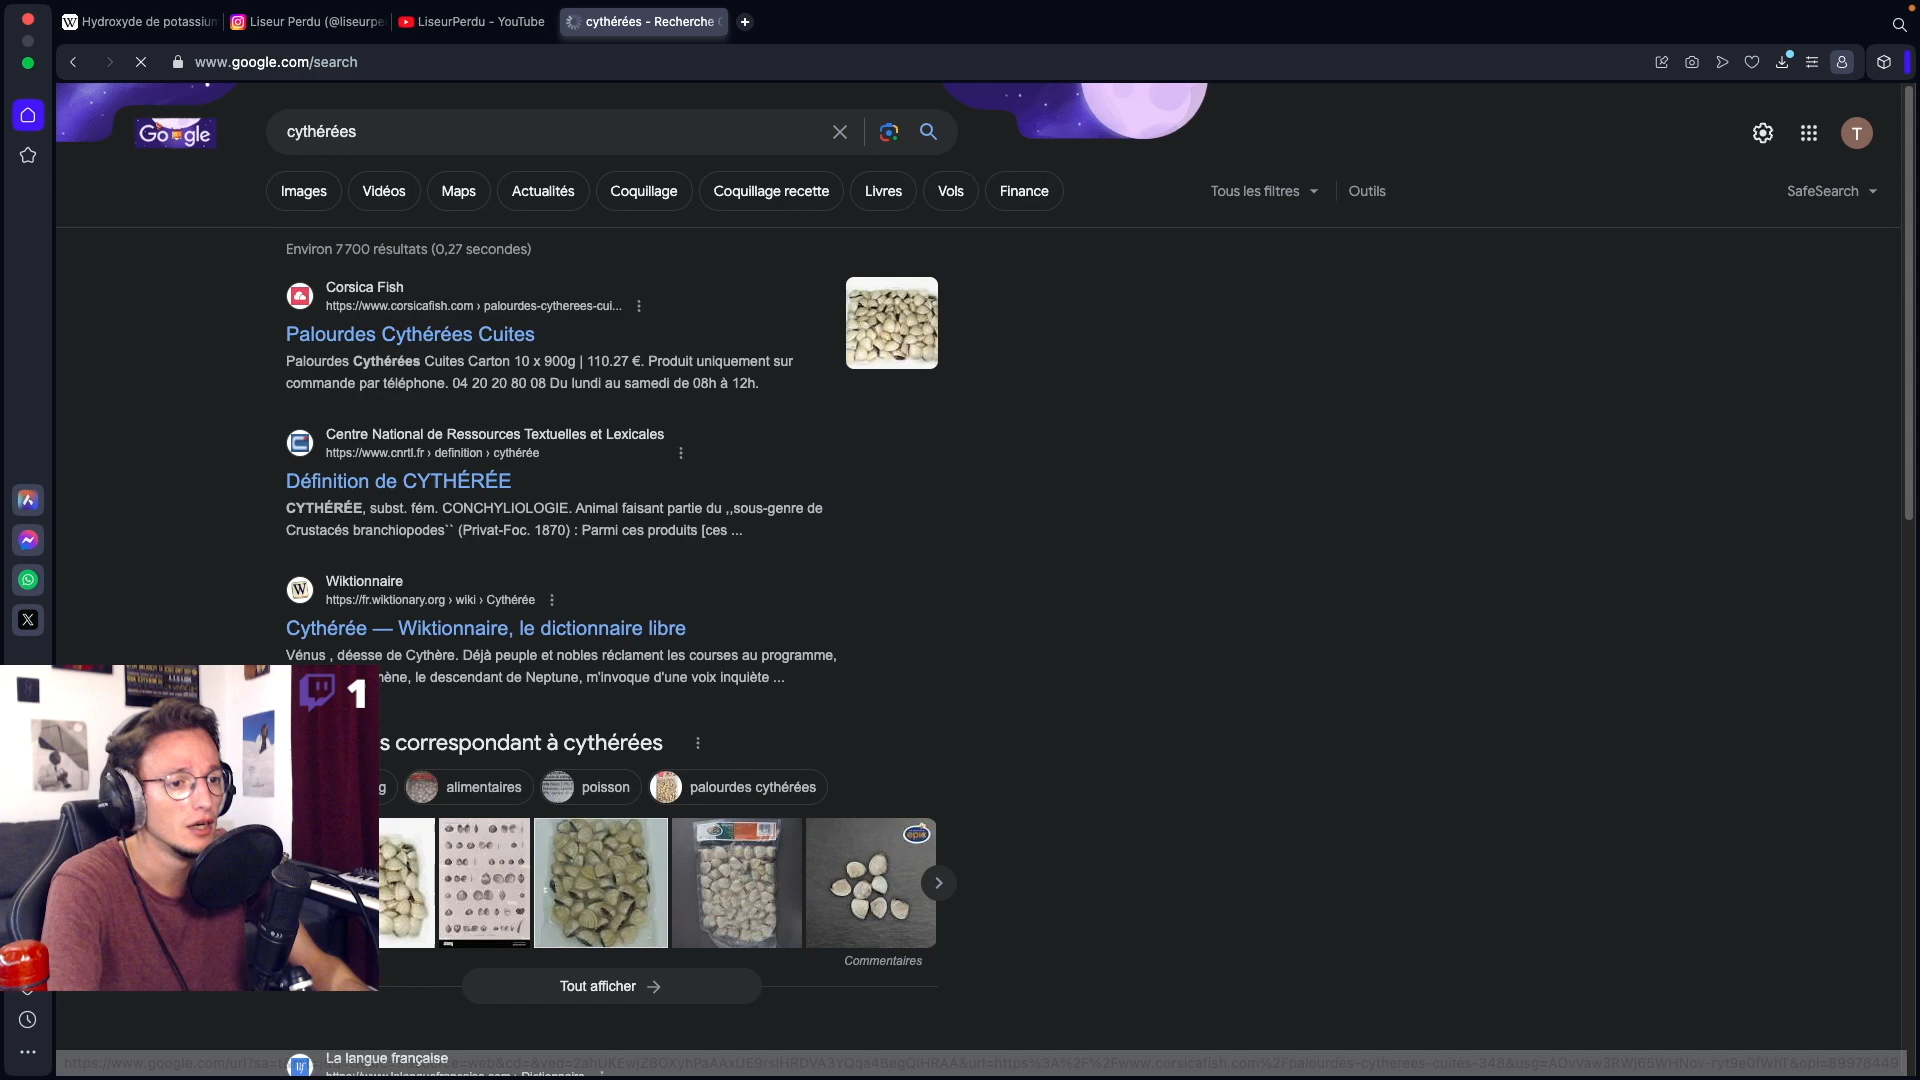 Hydroxyde de potassiun
Liseur Perdu (@liseurpe
LiseurPerdu - YouTube
cythérées - Recherche
www.google.com/search
Google
cythérées
T
Images
Vidéos
Maps
Actualités
Coquillage
Coquillage recette
Livres
Vols
Finance
Tous les filtres
Outils
SafeSearch
Environ 7 700 résultats (0,27 secondes)
Corsica Fish
https://www.corsicafish.com › palourdes-cytherees-cui...
Palourdes Cythérées Cuites
Palourdes Cythérées Cuites Carton 10 x 900g | 110.27 €. Produit uniquement sur
commande par téléphone. 04 20 20 80 08 Du lundi au samedi de 08h à 12h.
Centre National de Ressources Textuelles et Lexicales
https://www.cnrtl.fr › definition › cythérée
Définition de CYTHÉRÉE
CYTHÉRÉE, subst. fém. CONCHYLIOLOGIE. Animal faisant partie du ,,sous-genre de
Crustacés branchiopodes`` (Privat-Foc. 1870) : Parmi ces produits [ces ...
W
Wiktionnaire
https://fr.wiktionary.org › wiki › Cythérée
Cythérée — Wiktionnaire, le dictionnaire libre
Vénus , déesse de Cythère. Déjà peuple et nobles réclament les courses au programme,
mène, le descendant de Neptune, m'invoque d'une voix inquiète ...
1
s correspondant à cythérées
g
alimentaires
poisson
palourdes cythérées
épic
Commentaires
Tout afficher
La langue française